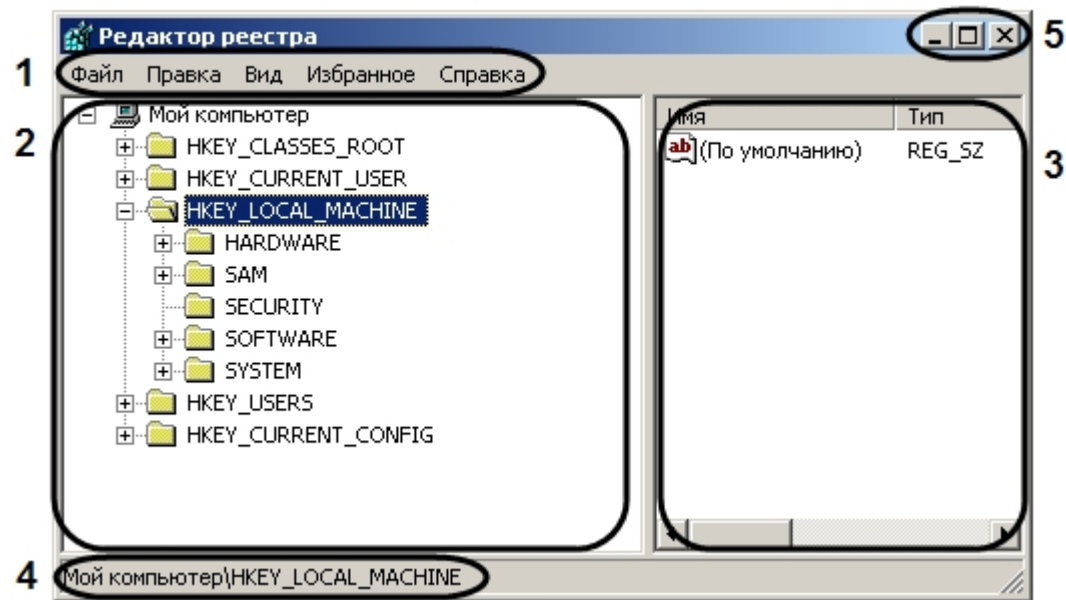 Редактор реестра
5
1
Файл Правка Вид Избранное Справка
2
Мой компьютер
HKEY_CLASSES_ROOT
HKEY_CURRENT_USER
HKEY_LOCAL_MACHINE
HARDWARE
SAM
SECURITY
SOFTWARE
SYSTEM
HKEY_USERS
HKEY_CURRENT_CONFIG
Имя Тип
ab (По умолчанию) REG_SZ
3
4
Мой компьютер\HKEY_LOCAL_MACHINE